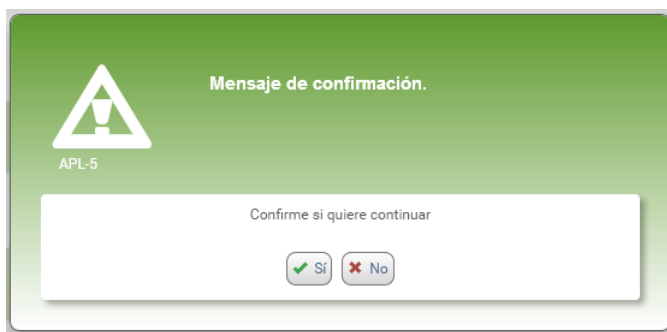 Mensaje de confirmación.
APL-5
Confirme si quiere continuar
Sí
No